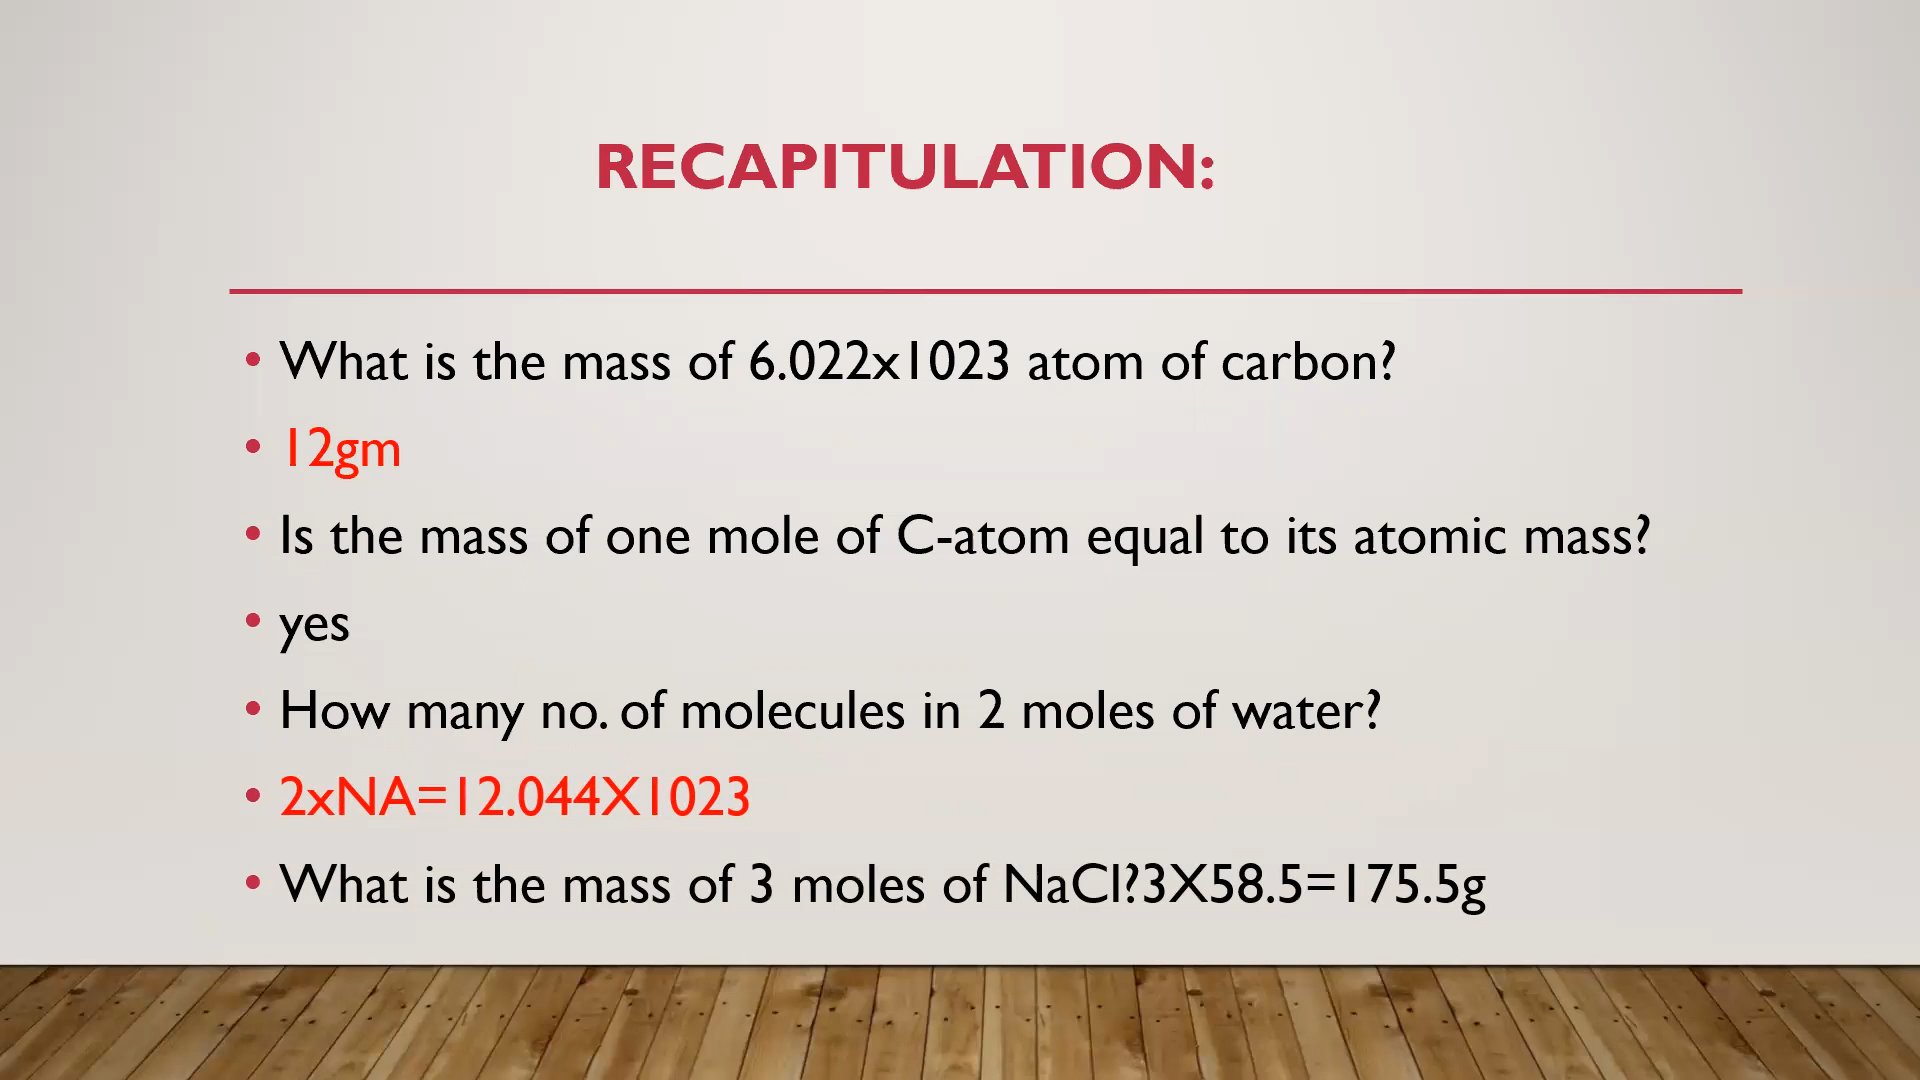 RECAPITULATION:
• What is the mass of 6.022x1023 atom of carbon?
• 12gm
• Is the mass of one mole of C-atom equal to its atomic mass?
• yes
• How many no. of molecules in 2 moles of water?
• 2xNA=12.044X1023
• What is the mass of 3 moles of NaCl?3X58.5=175.5g